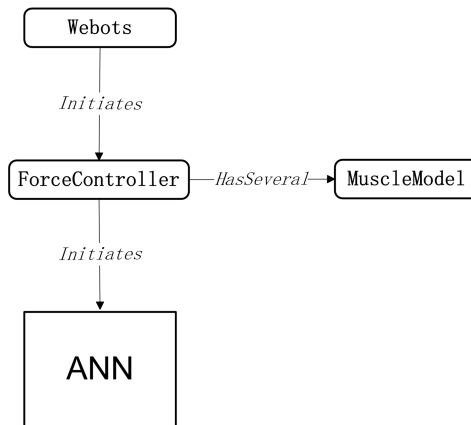 Webots
Initiates
ForceController
HasSeveral
MuscleModel
Initiates
ANN